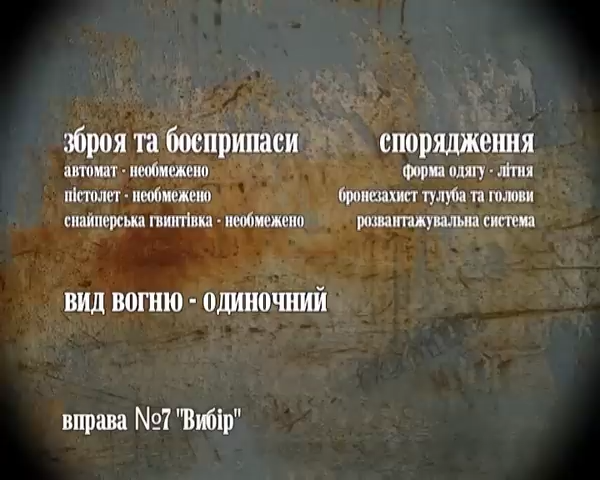 зброя та босприпаси
автомат - необмежено
пістолет - необмежено
снайперська гвинтівка - необмежено
спорядження
форма одягу - літня
бронезахист тулуба та голови
розвантажувальна система
вид вогню - одиночний
вправа №7 "Вибір"